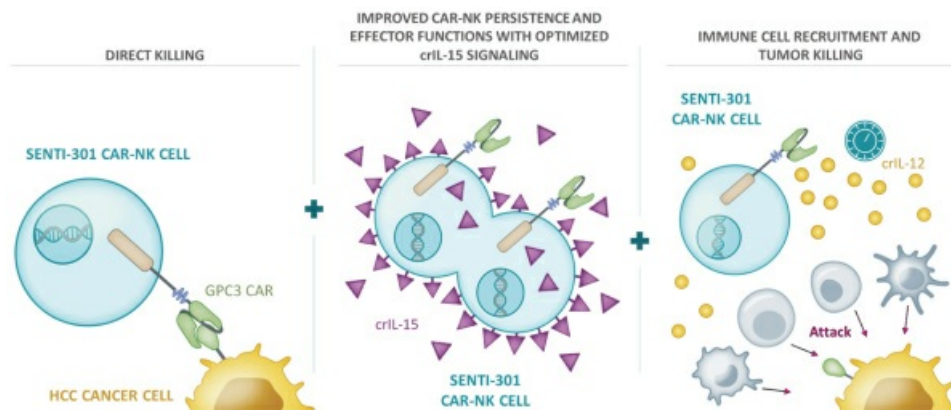 DIRECT KILLING
SENTI-301 CAR-NK CELL
GPC3 CAR
HCC CANCER CELL
IMPROVED CAR-NK PERSISTENCE AND
EFFECTOR FUNCTIONS WITH OPTIMIZED
crIL-15 SIGNALING
crIL-15
SENTI-301
CAR-NK CELL
IMMUNE CELL RECRUITMENT AND
TUMOR KILLING
SENTI-301
CAR-NK CELL
crIL-12
Attack